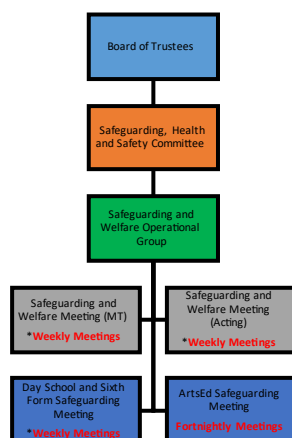 Board of Trustees
Safeguarding, Health
and Safety Committee
Safeguarding and
Welfare Operational
Group
Safeguarding and
Welfare Meeting (MT)
*Weekly Meetings
Safeguarding and
Welfare Meeting
(Acting)
*Weekly Meetings
Day School and Sixth
Form Safeguarding
Meeting
*Weekly Meetings
ArtsEd Safeguarding
Meeting
Fortnightly Meetings